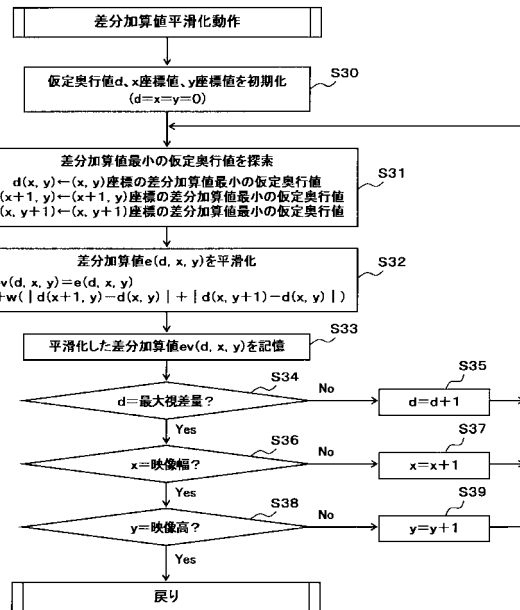 差分加算値平滑化動作
S30
仮定奥行値d、x座標値、y座標値を初期化
(d=x=y=0)
差分加算値最小の仮定奥行値を探索
S31
d(x, y)←(x, y)座標の差分加算値最小の仮定奥行値
(x+1, y)←(x+1, y)座標の差分加算値最小の仮定奥行値
(x, y+1)←(x, y+1)座標の差分加算値最小の仮定奥行値
差分加算値e(d, x, y)を平滑化
S32
v(d, x, y)=e(d, x, y)
+w(|d(x+1, y)-d(x, y)|+|d(x, y+1)-d(x, y)|)
S33
平滑化した差分加算値ev(d, x, y)を記憶
S34
d=最大視差量?
No
S35
d=d+1
Yes
S36
x=映像幅?
No
S37
x=x+1
Yes
S38
y=映像高?
No
S39
y=y+1
Yes
戻り